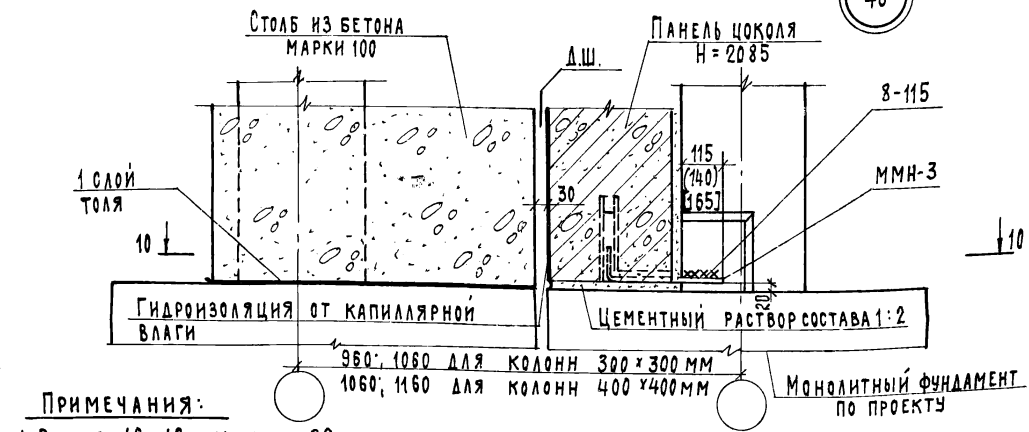 40
СТОЛБ ИЗ БЕТОНА
МАРКИ 100
Д.Ш.
ПАНЕЛЬ ЦОКОЛЯ
Н = 2085
8-115
115
(140)
[165]
ММН-3
1 СЛОЙ
ТОЛЯ
30
10
10
20
ГИДРОИЗОЛЯЦИЯ ОТ КАПИЛЛЯРНОЙ
ВЛАГИ
ЦЕМЕНТНЫЙ РАСТВОР СОСТАВА 1:2
960; 1060 ДЛЯ КОЛОНН 300×300 ММ
1060; 1160 ДЛЯ КОЛОНН 400×400 ММ
МОНОЛИТНЫЙ ФУНДАМЕНТ
ПО ПРОЕКТУ
ПРИМЕЧАНИЯ: